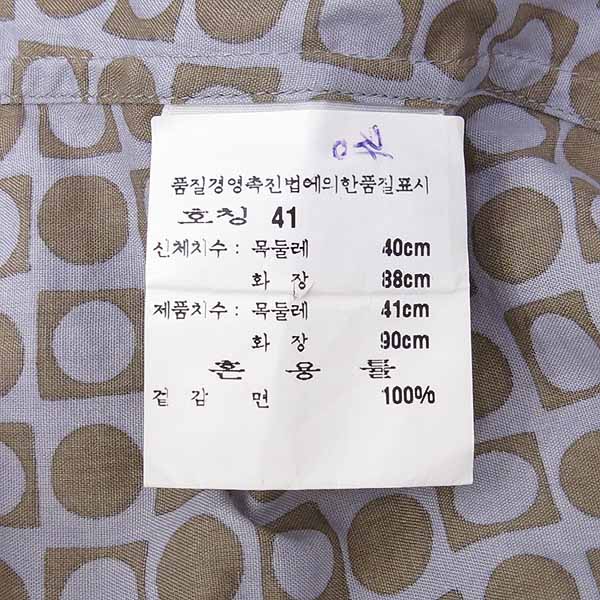 품질경영촉진법에의한품질표시
호칭 41
신체치수: 목둘레 40cm
화 장 88cm
제품치수: 목둘레 41cm
화 장 90cm
혼 용 률
겉 감 면 100%